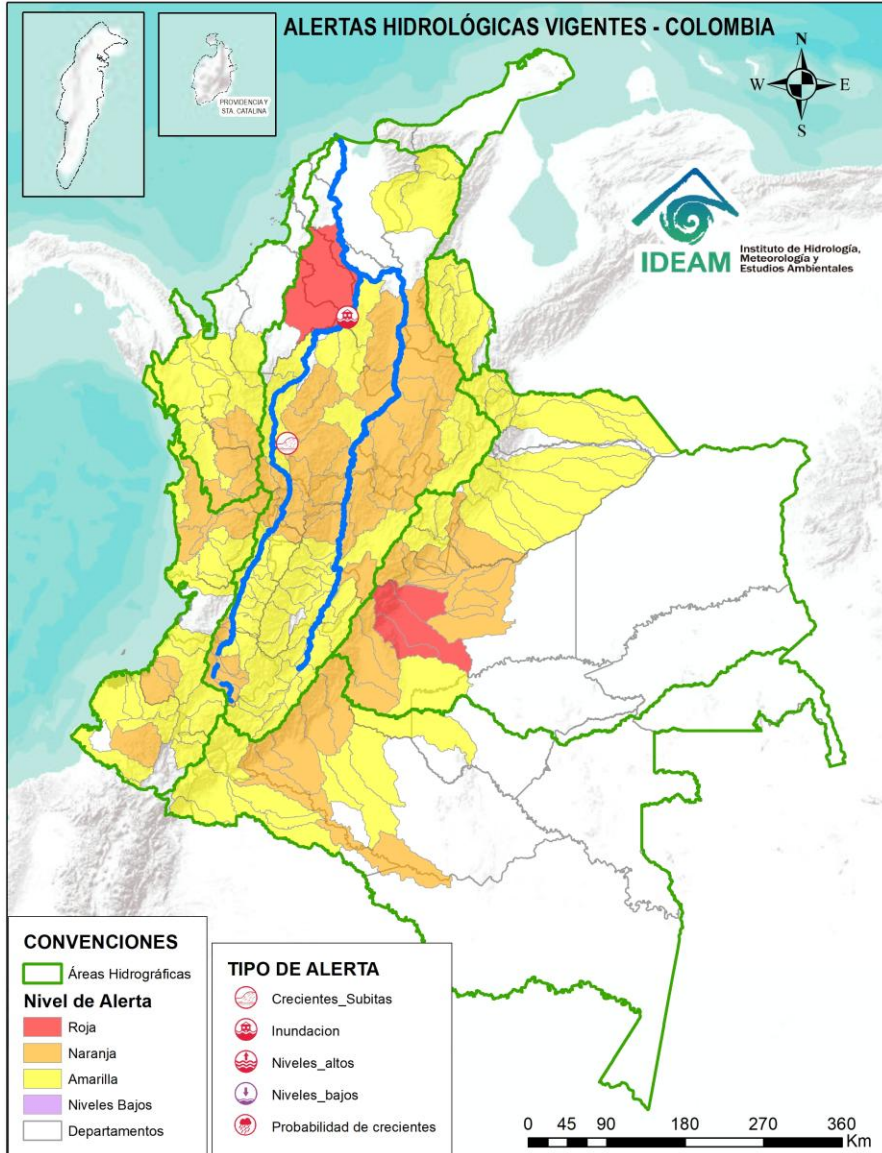 ALERTAS HIDROLÓGICAS VIGENTES - COLOMBIA
PROVIDENCIA Y
STA. CATALINA
N
W
E
S
IDEAM
Instituto de Hidrología,
Meteorología y
Estudios Ambientales
CONVENCIONES
Áreas Hidrográficas
Nivel de Alerta
Roja
Naranja
Amarilla
Niveles Bajos
Departamentos
TIPO DE ALERTA
Crecientes_Subitas
Inundacion
Niveles_altos
Niveles_bajos
Probabilidad de crecientes
0 45 90 180 270 360
Km